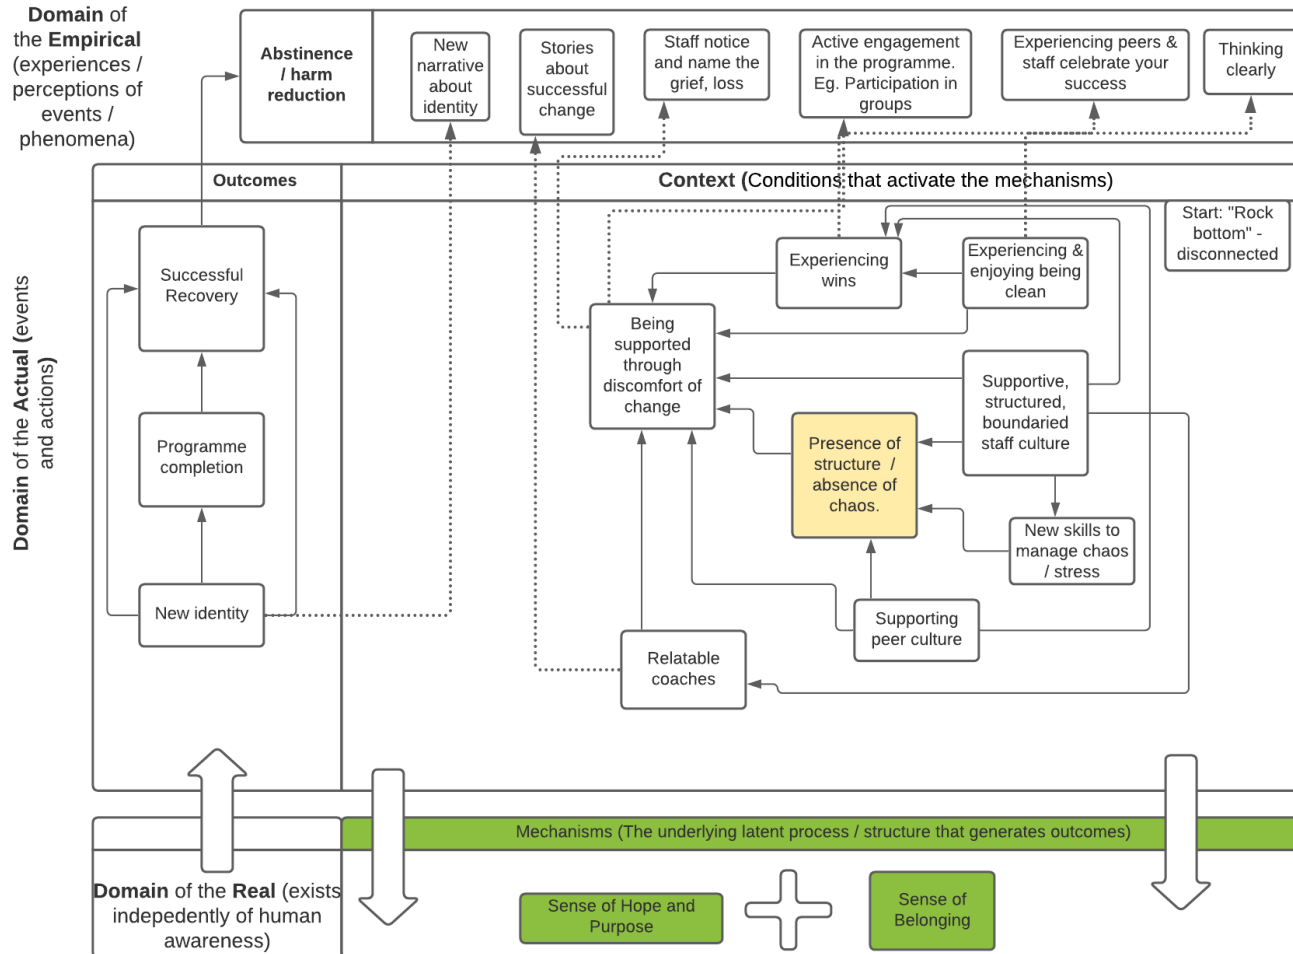 Domain of
the Empirical
(experiences /
perceptions of
events /
phenomena)
Abstinence
/ harm
reduction
New
narrative
about
identity
Stories
about
successful
change
Staff notice
and name the
grief, loss
Active engagement
in the programme.
Eg. Participation in
groups
Experiencing peers &
staff celebrate your
success
Thinking
clearly
Outcomes
Context (Conditions that activate the mechanisms)
Domain of the Actual (events
and actions)
Successful
Recovery
Programme
completion
New identity
Start: "Rock
bottom" -
disconnected
Experiencing
wins
Experiencing &
enjoying being
clean
Being
supported
through
discomfort of
change
Supportive,
structured,
boundaried
staff culture
Presence of
structure /
absence of
chaos.
New skills to
manage chaos
/ stress
Supporting
peer culture
Relatable
coaches
Mechanisms (The underlying latent process / structure that generates outcomes)
Domain of the Real (exists
indepedently of human
awareness)
Sense of Hope and
Purpose
Sense of
Belonging